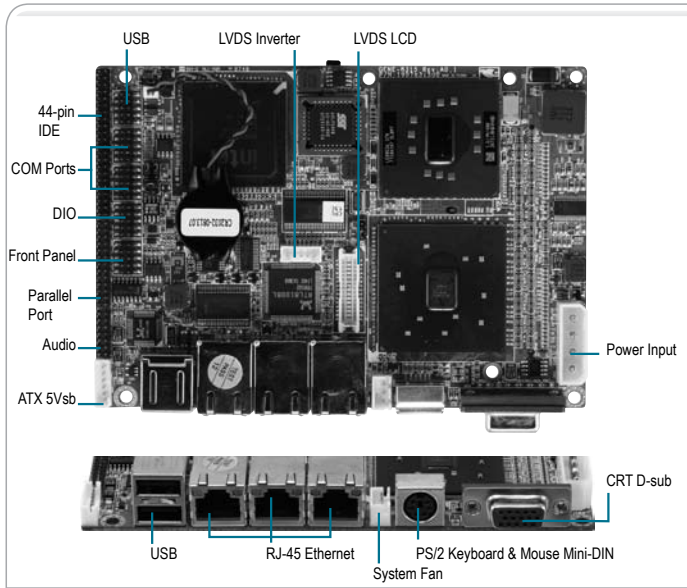 USB
LVDS Inverter
LVDS LCD
44-pin
IDE
COM Ports
DIO
Front Panel
Parallel
Port
Audio
ATX 5Vsb
Power Input
CRT D-sub
USB
RJ-45 Ethernet
PS/2 Keyboard & Mouse Mini-DIN
System Fan